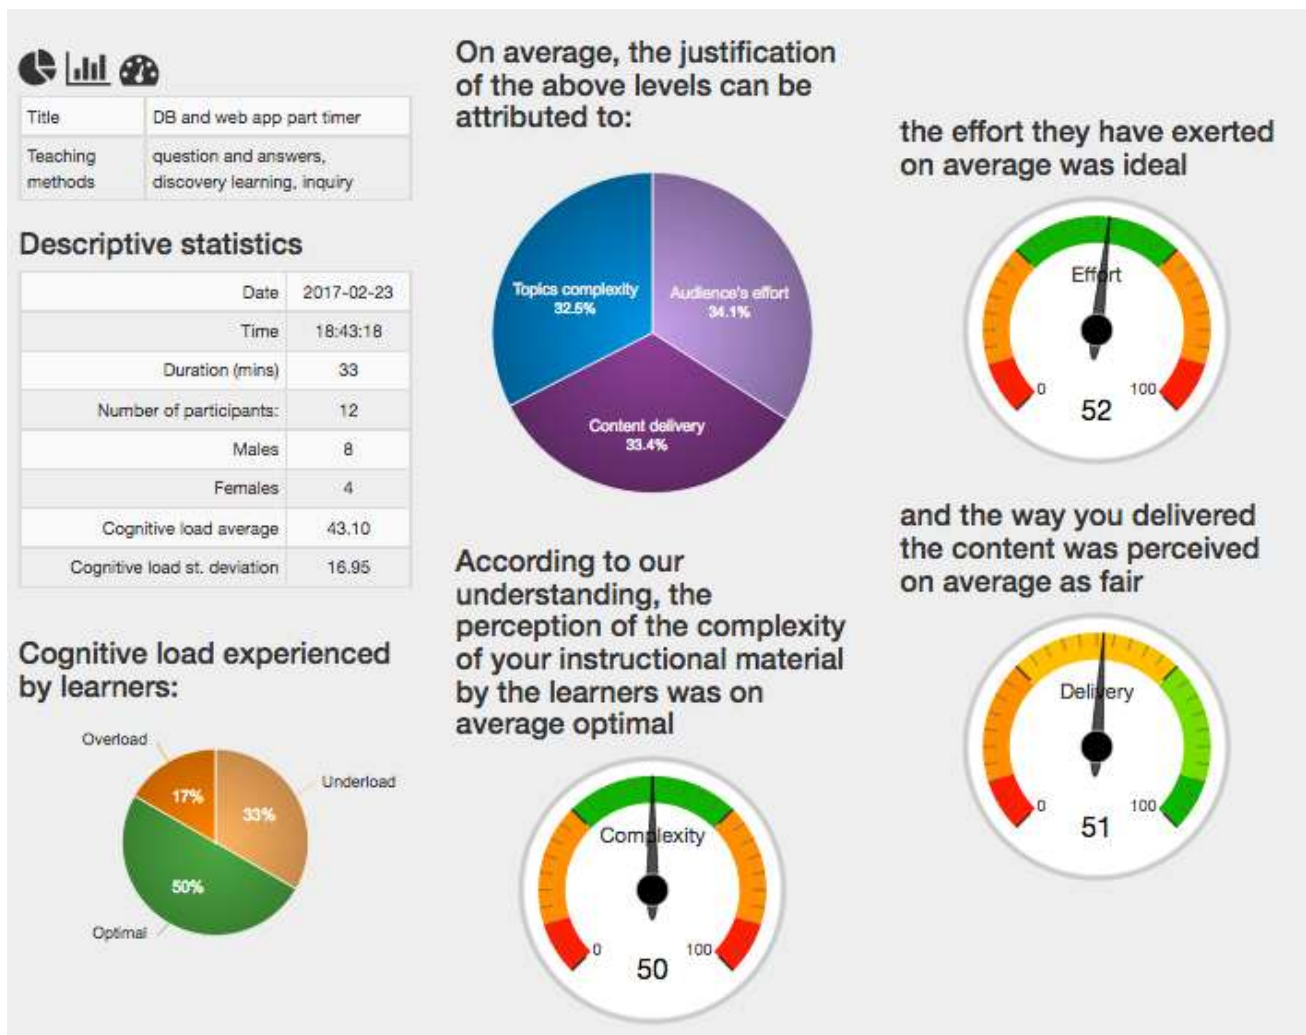 Title DB and web app part timer
Teaching methods question and answers, discovery learning, inquiry
Descriptive statistics
Date 2017-02-23
Time 18:43:18
Duration (mins) 33
Number of participants: 12
Males 8
Females 4
Cognitive load average 43.10
Cognitive load st. deviation 16.95
Cognitive load experienced
by learners:
Overload
17%
Underload
33%
50%
Optimal
On average, the justification
of the above levels can be
attributed to:
Topics complexity
32.5%
Audience's effort
34.1%
Content delivery
33.4%
According to our
understanding, the
perception of the complexity
of your instructional material
by the learners was on
average optimal
Complexity
0 100
50
the effort they have exerted
on average was ideal
Effort
0 100
52
and the way you delivered
the content was perceived
on average as fair
Delivery
0 100
51